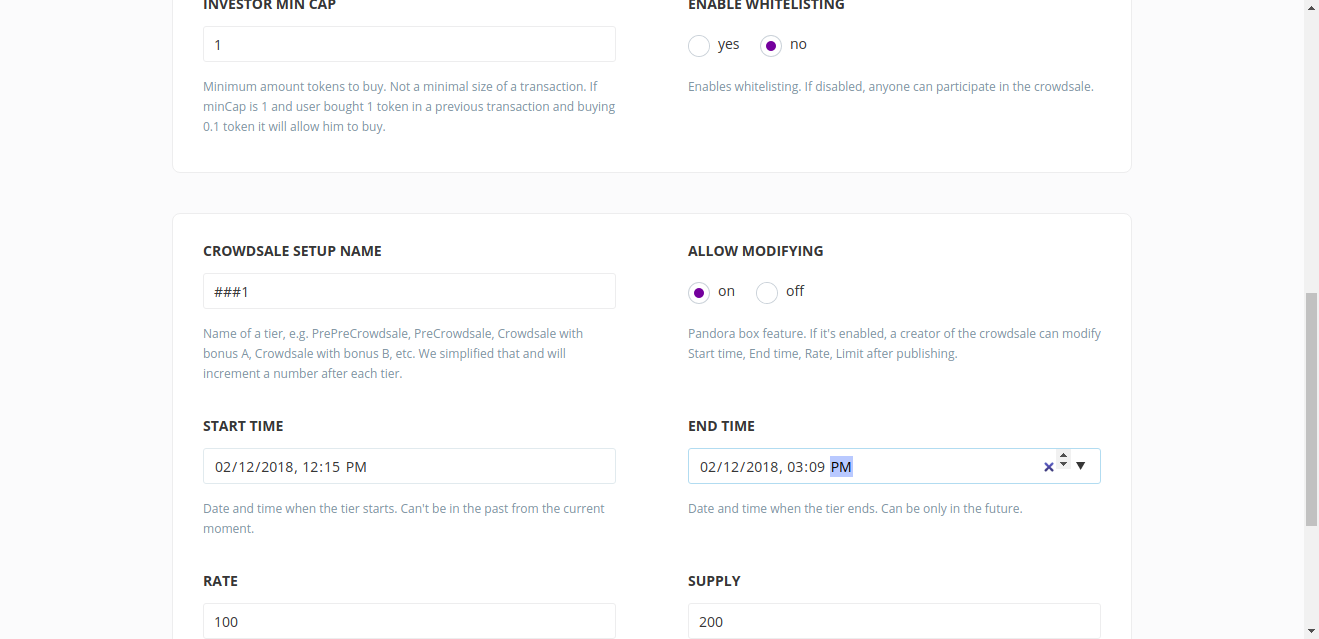 INVESTOR MIN CAP
1
Minimum amount tokens to buy. Not a minimal size of a transaction. If
minCap is 1 and user bought 1 token in a previous transaction and buying
0.1 token it will allow him to buy.
ENABLE WHITELISTING
yes no
Enables whitelisting. If disabled, anyone can participate in the crowdsale.
CROWDSALE SETUP NAME
###1
Name of a tier, e.g. PrePreCrowdsale, PreCrowdsale, Crowdsale with
bonus A, Crowdsale with bonus B, etc. We simplified that and will
increment a number after each tier.
ALLOW MODIFYING
on off
Pandora box feature. If it's enabled, a creator of the crowdsale can modify
Start time, End time, Rate, Limit after publishing.
START TIME
02/12/2018, 12:15 PM
Date and time when the tier starts. Can't be in the past from the current
moment.
END TIME
02/12/2018, 03:09 PM
Date and time when the tier ends. Can be only in the future.
RATE
100
SUPPLY
200